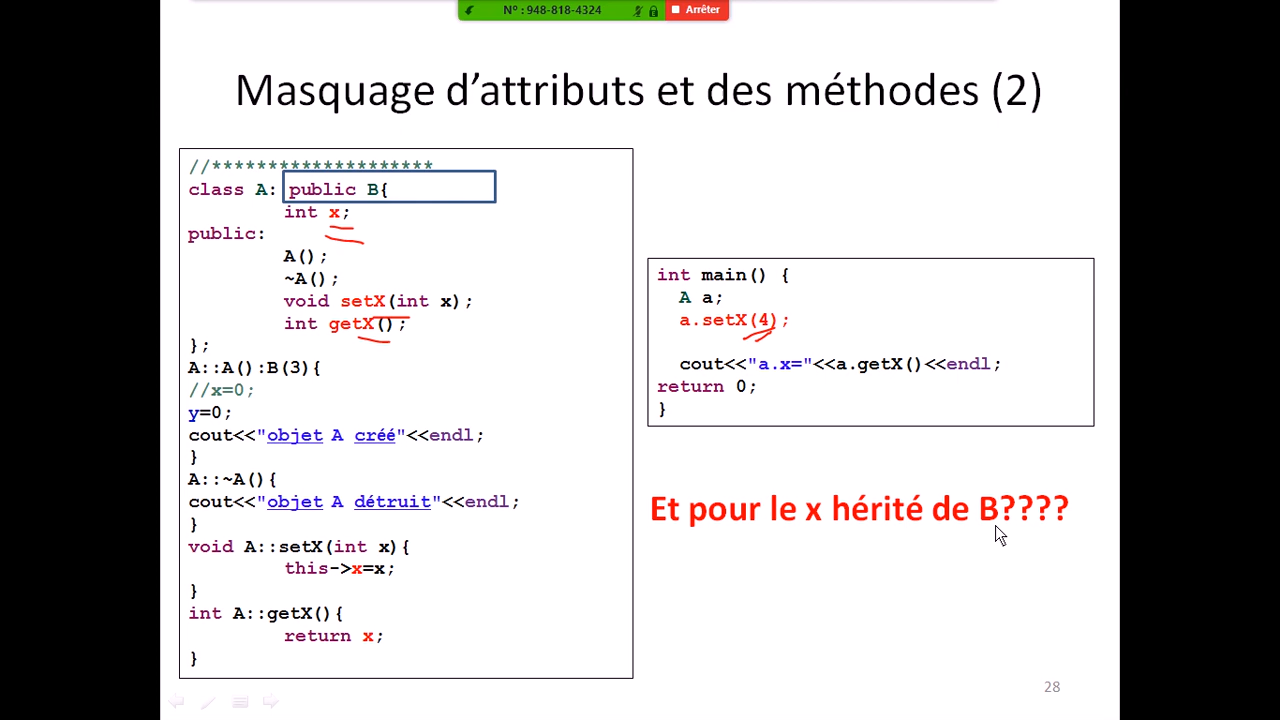 N° : 948-818-4324
Arrêter
Masquage d’attributs et des méthodes (2)
//********************
class A: public B{
int x;
public:
A();
~A();
void setX(int x);
int getX();
};
A::A():B(3){
//x=0;
y=0;
cout<<"objet A créé"<<endl;
}
A::~A(){
cout<<"objet A détruit"<<endl;
}
void A::setX(int x){
this->x=x;
}
int A::getX(){
return x;
}
int main() {
A a;
a.setX(4);
cout<<"a.x="<<a.getX()<<endl;
return 0;
}
Et pour le x hérité de B????
28